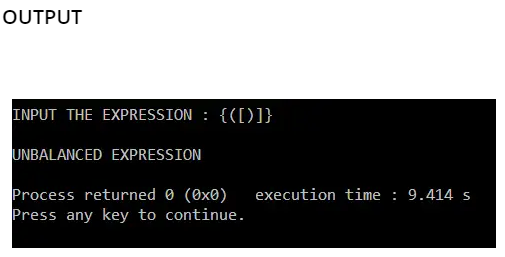 OUTPUT
INPUT THE EXPRESSION : {([)]}
UNBALANCED EXPRESSION
Process returned 0 (0x0)   execution time : 9.414 s
Press any key to continue.